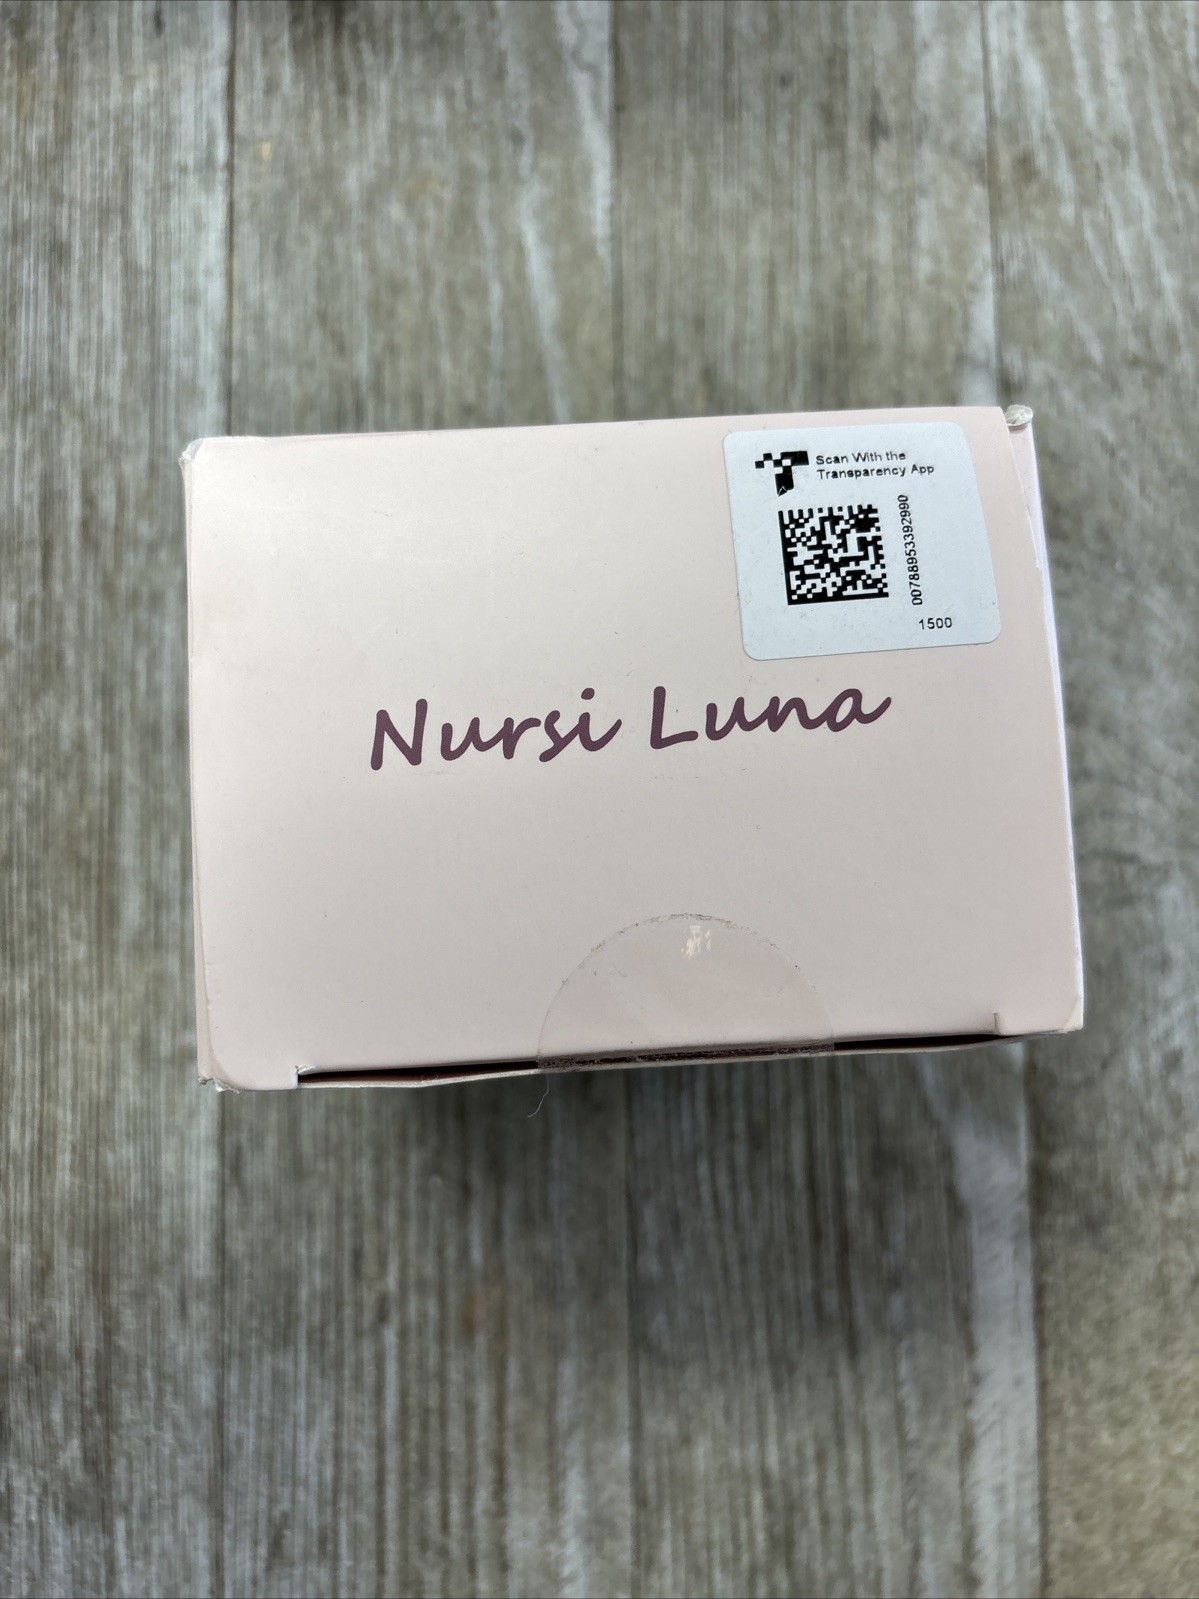 Scan With the
Transparency App
00788953392990
1500
Nursi Luna